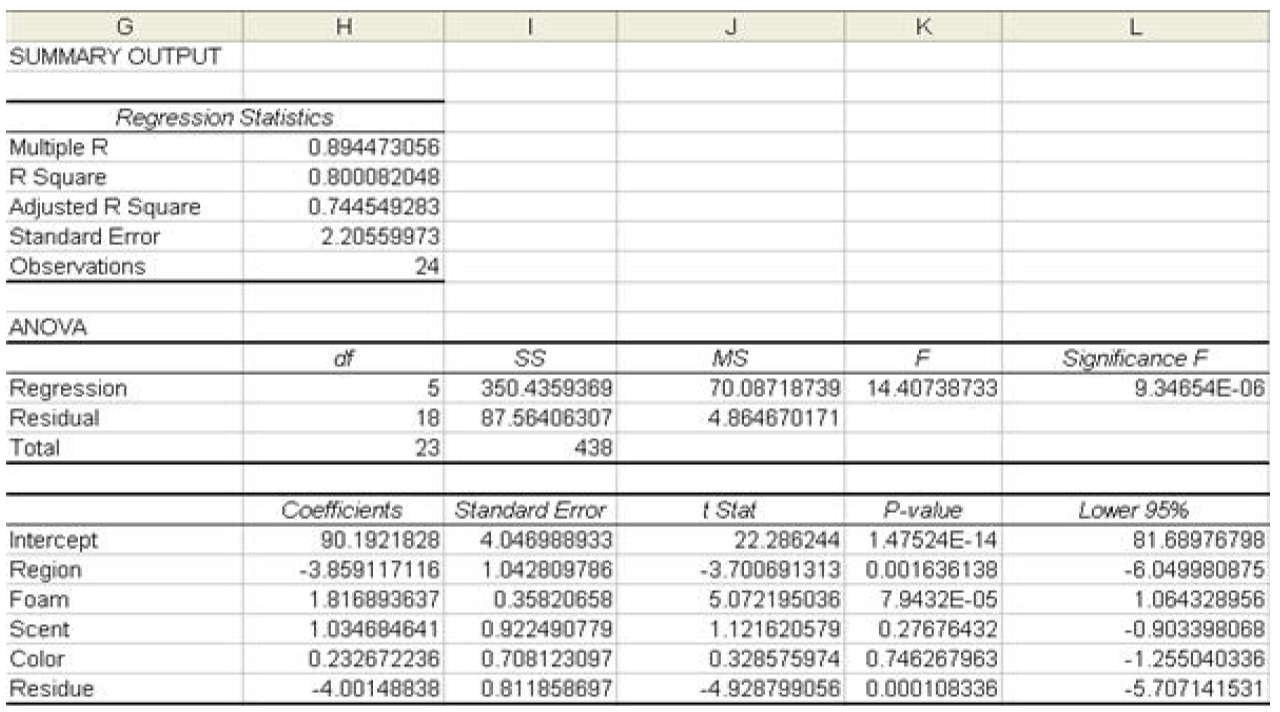 G H I J K L
SUMMARY OUTPUT
Regression Statistics
Multiple R 0.894473056
R Square 0.800082048
Adjusted R Square 0.744549283
Standard Error 2.20559973
Observations 24
ANOVA
df SS MS F Significance F
Regression 5 350.4359369 70.08718739 14.40738733 9.34654E-06
Residual 18 87.56406307 4.864670171
Total 23 438
Coefficients Standard Error t Stat P-value Lower 95%
Intercept 90.1921828 4.046988933 22.286244 1.47524E-14 81.68976798
Region -3.859117116 1.042809786 -3.700691313 0.001636138 -6.049980875
Foam 1.816893637 0.35820658 5.072195036 7.9432E-05 1.064328956
Scent 1.034684641 0.922490779 1.121620579 0.27676432 -0.903398068
Color 0.232672236 0.708123097 0.328575974 0.746267963 -1.255040336
Residue -4.00148838 0.811858697 -4.928799056 0.000108336 -5.707141531